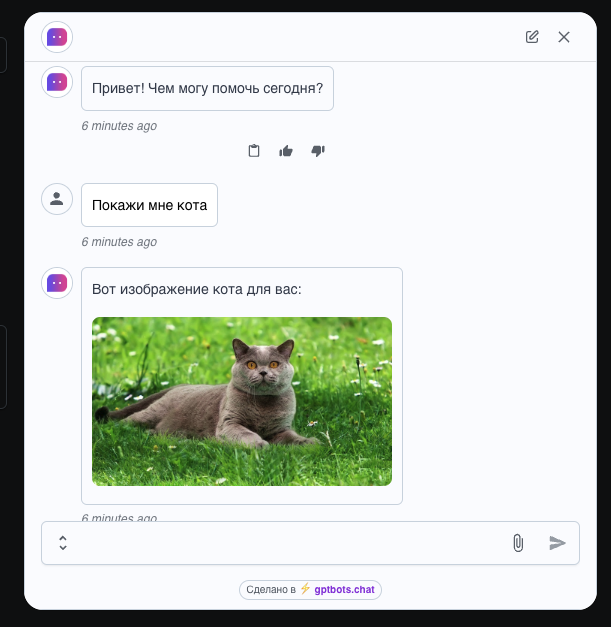 Привет! Чем могу помочь сегодня?
6 minutes ago
Покажи мне кота
6 minutes ago
Вот изображение кота для вас:
6 minutes ago
Сделано в ⚡ gptbots.chat